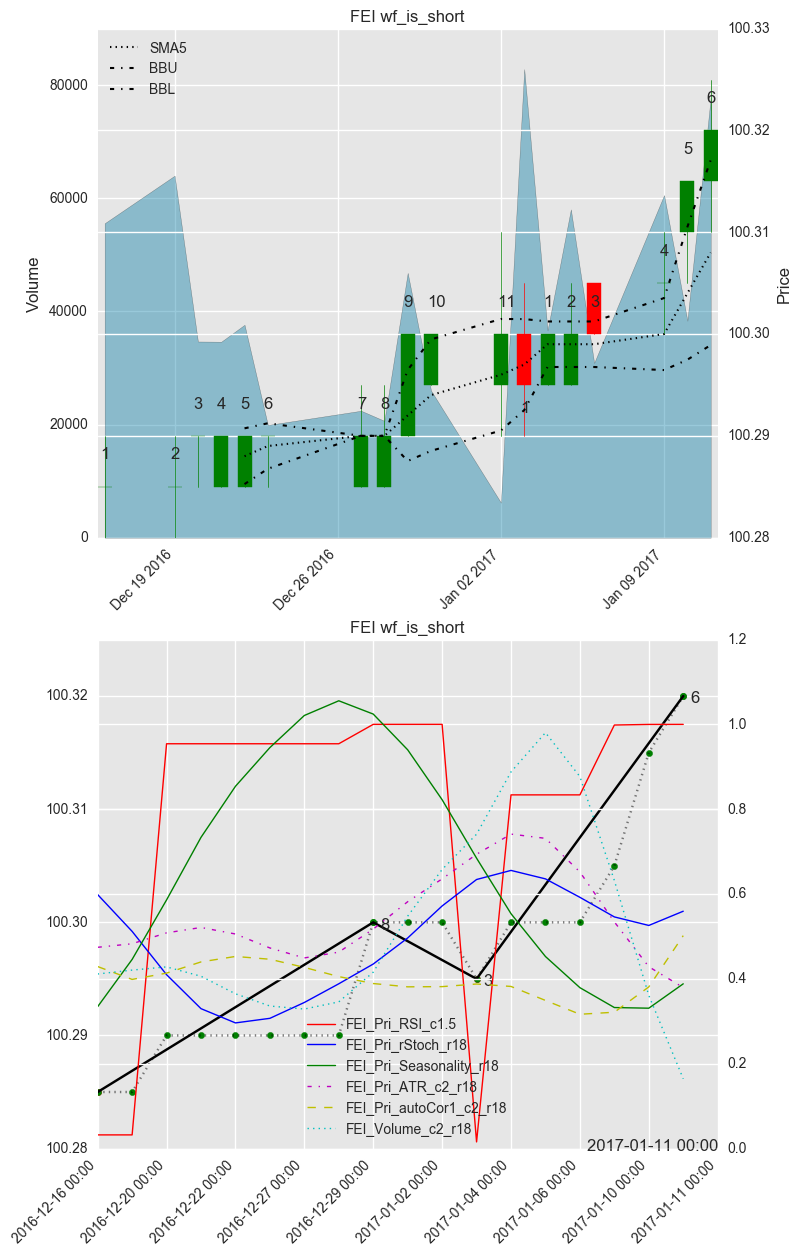 FEI wf_is_short
SMA5
BBU
BBL
100.33
100.32
100.31
100.30
100.29
100.28
80000
60000
40000
20000
0
Volume
Price
1 2 3 4 5 6 7 8 9 10 11 1 1 2 3 4 5 6
Dec 19 2016
Dec 26 2016
Jan 02 2017
Jan 09 2017
FEI wf_is_short
100.32
100.31
100.30
100.29
100.28
1.2
1.0
0.8
0.6
0.4
0.2
0.0
8
3
6
FEI_Pri_RSI_c1.5
FEI_Pri_rStoch_r18
FEI_Pri_Seasonality_r18
FEI_Pri_ATR_c2_r18
FEI_Pri_autoCor1_c2_r18
FEI_Volume_c2_r18
2017-01-11 00:00
2016-12-16 00:00
2016-12-20 00:00
2016-12-22 00:00
2016-12-27 00:00
2016-12-29 00:00
2017-01-02 00:00
2017-01-04 00:00
2017-01-06 00:00
2017-01-10 00:00
2017-01-11 00:00